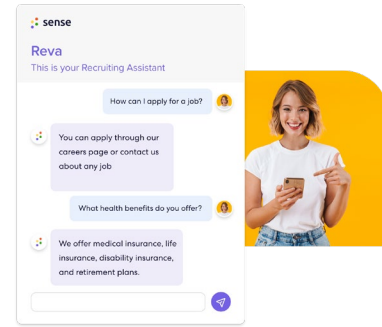 sense
Reva
This is your Recruiting Assistant
How can I apply for a job?
You can apply through our
careers page or contact us
about any job
What health benefits do you offer?
We offer medical insurance, life
insurance, disability insurance,
and retirement plans.